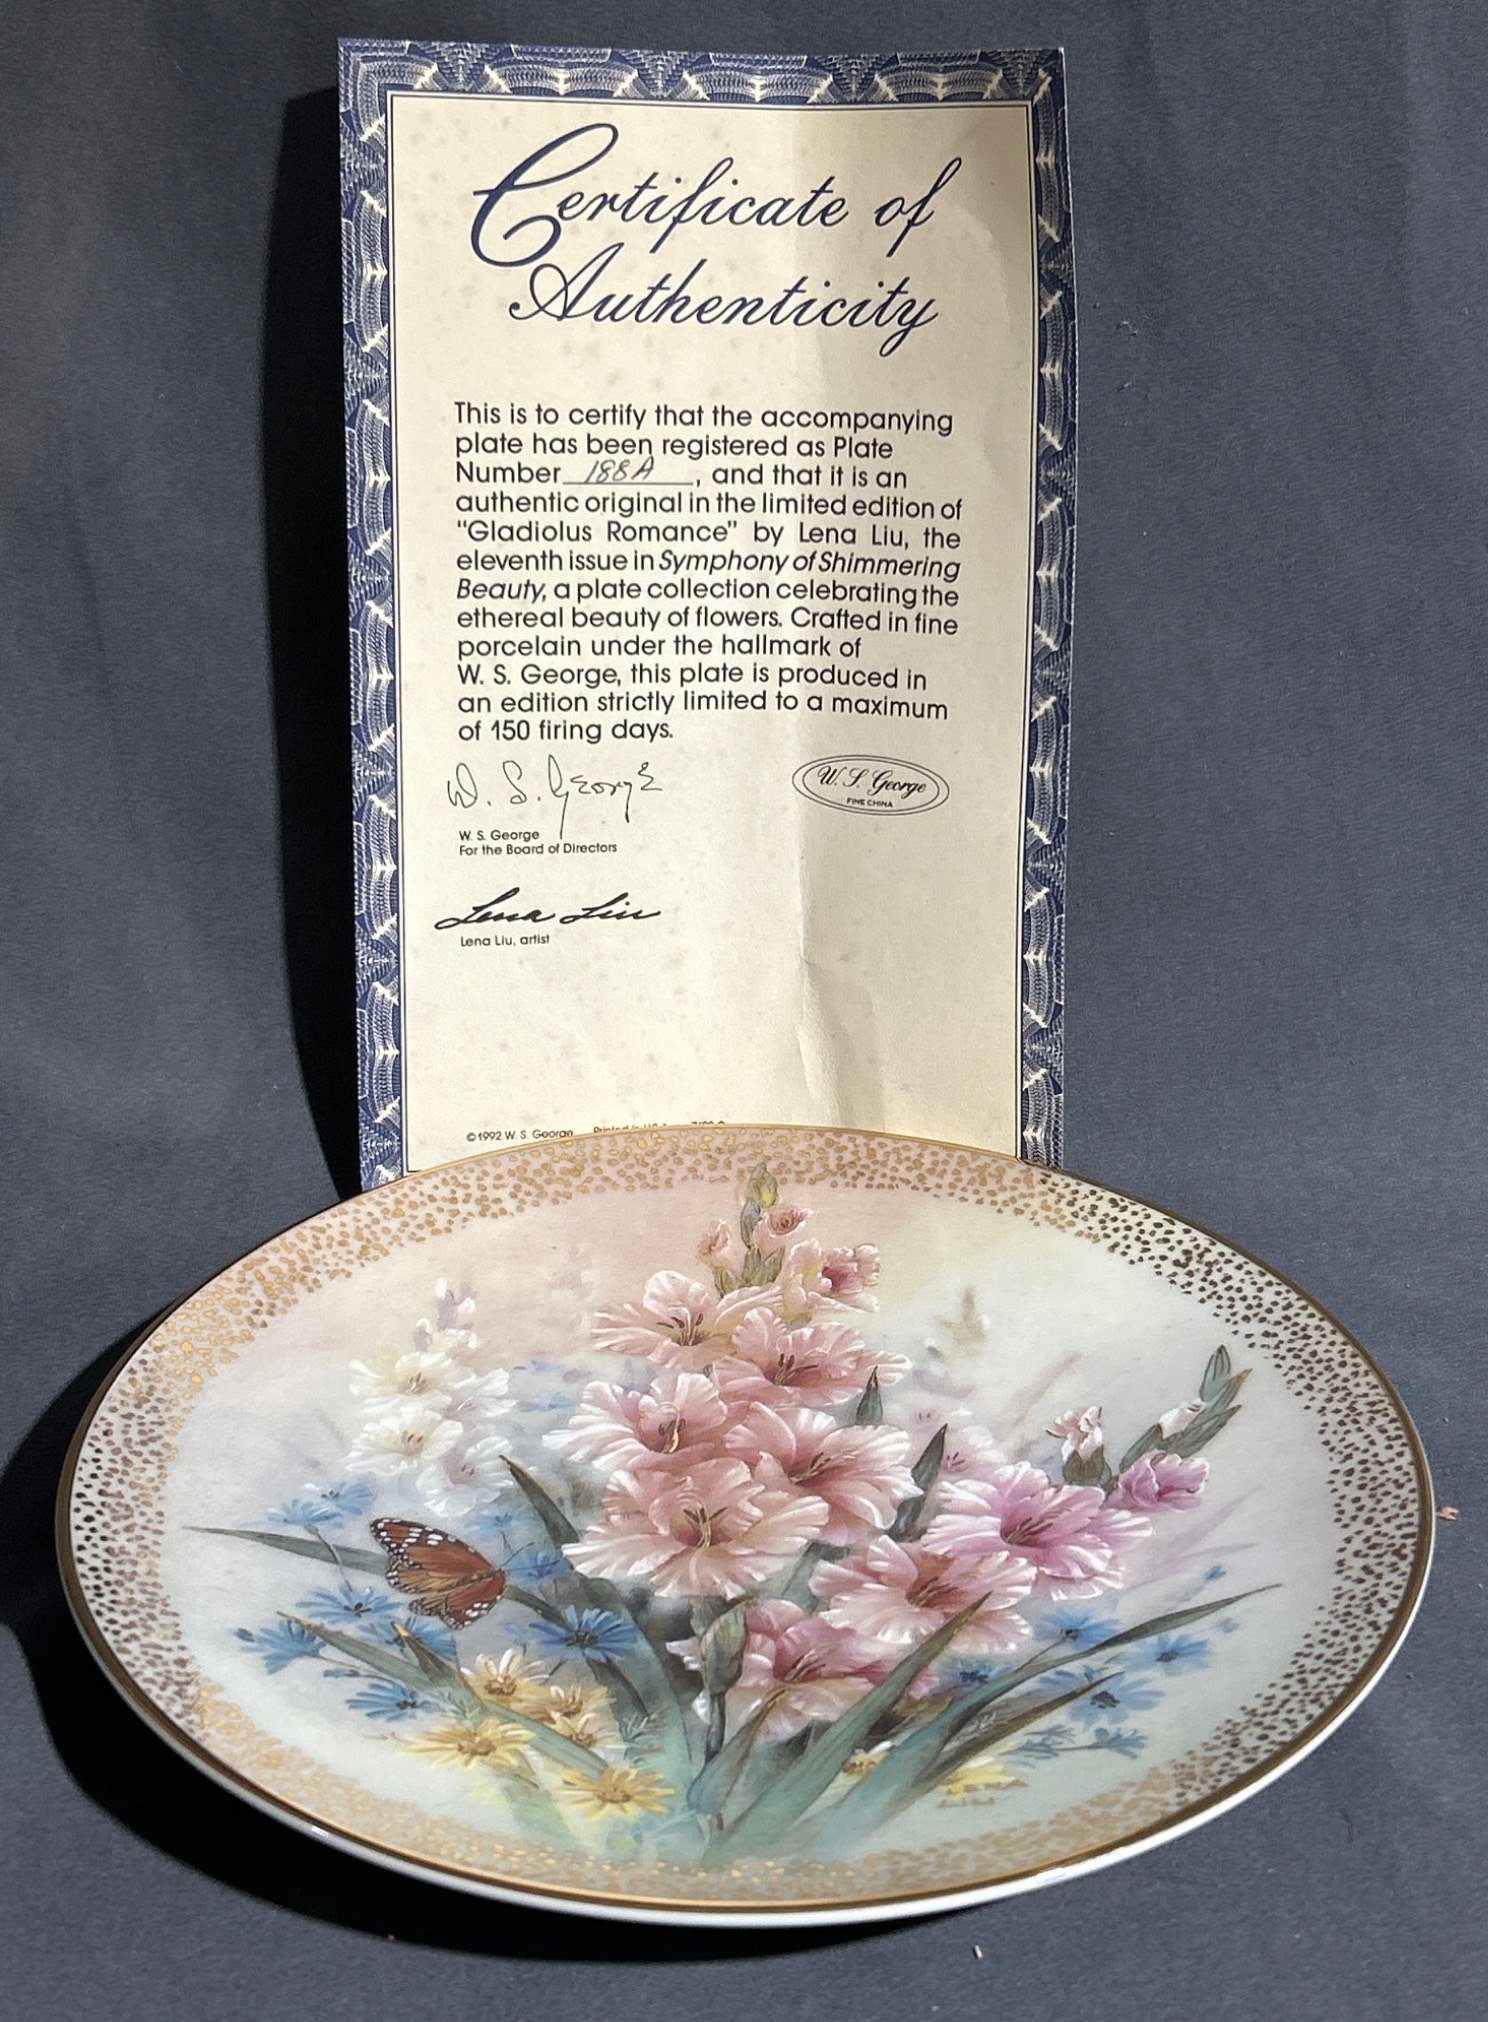 Certificate of
Authenticity
This is to certify that the accompanying
plate has been registered as Plate
Number 188A, and that it is an
authentic original in the limited edition of
"Gladiolus Romance" by Lena Liu, the
eleventh issue in Symphony of Shimmering
Beauty, a plate collection celebrating the
ethereal beauty of flowers. Crafted in fine
porcelain under the hallmark of
W. S. George, this plate is produced in
an edition strictly limited to a maximum
of 150 firing days.
W. S. George
W. S. George
FINE CHINA
W. S. George
For the Board of Directors
Lena Liu
Lena Liu, artist
©1992 W. S. George Printed in